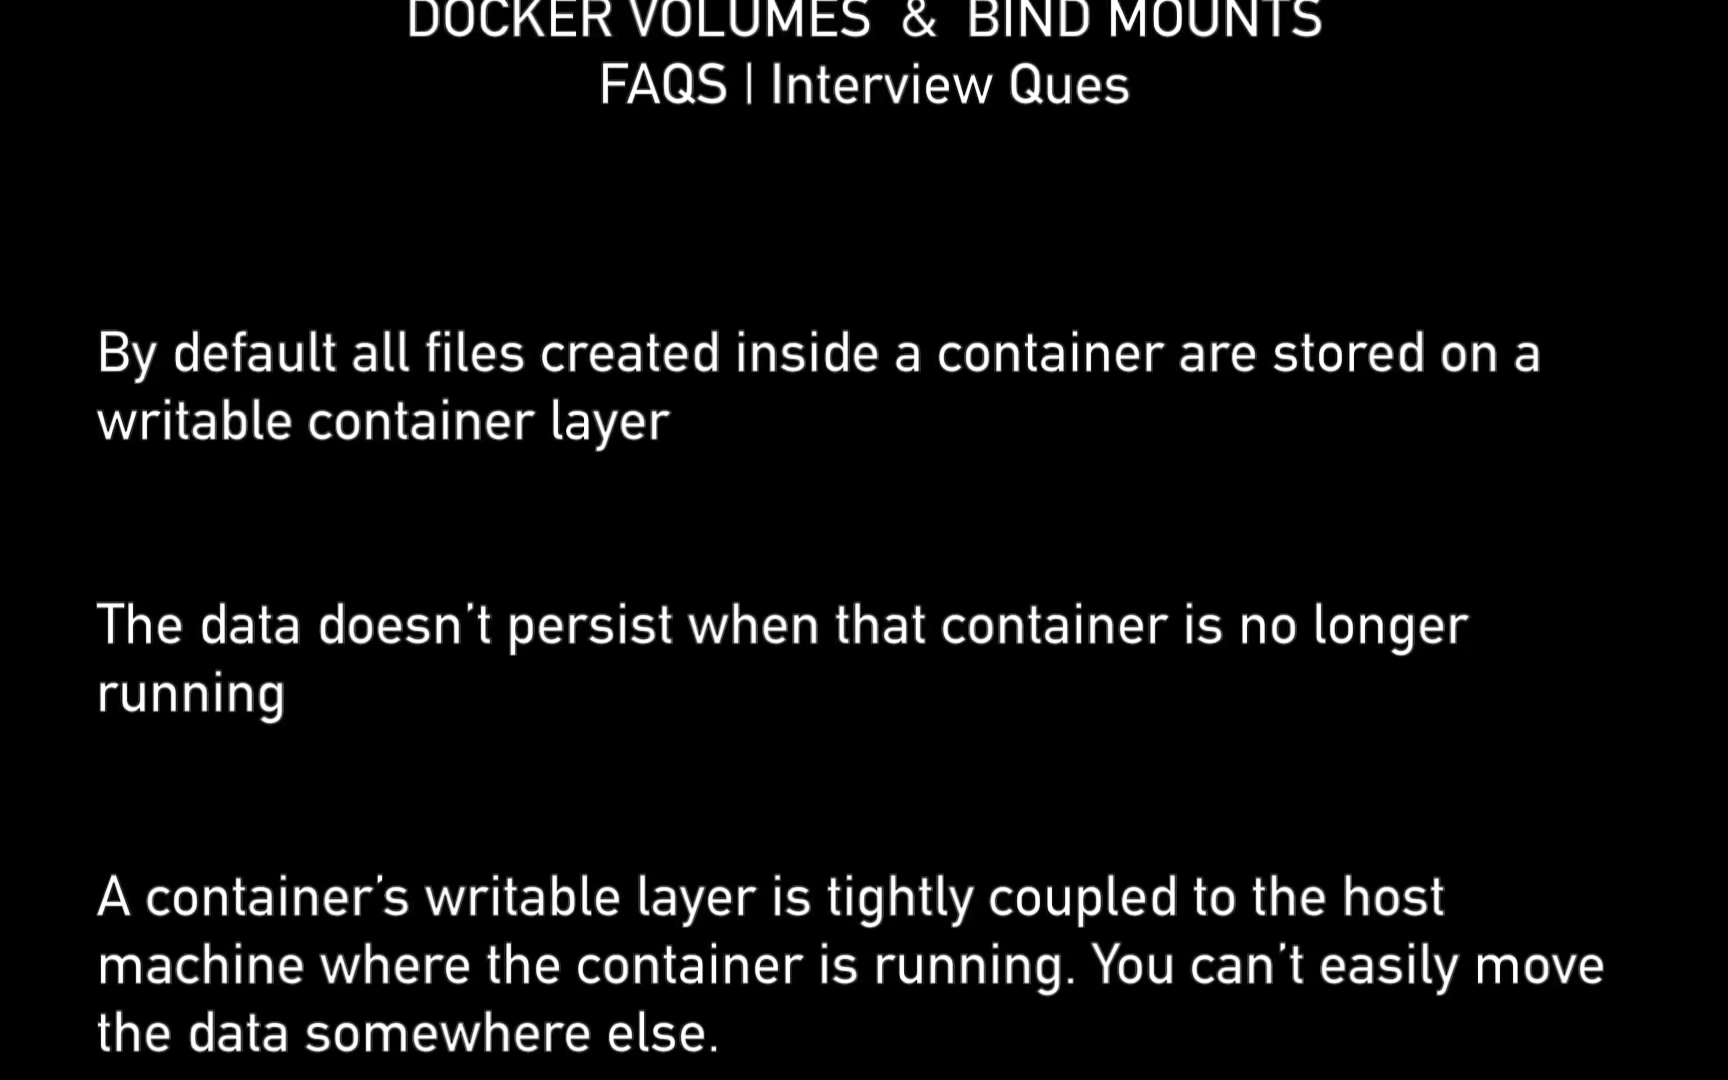 DOCKER VOLUMES & BIND MOUNTS
FAQS | Interview Ques
By default all files created inside a container are stored on a
writable container layer
The data doesn’t persist when that container is no longer
running
A container’s writable layer is tightly coupled to the host
machine where the container is running. You can’t easily move
the data somewhere else.